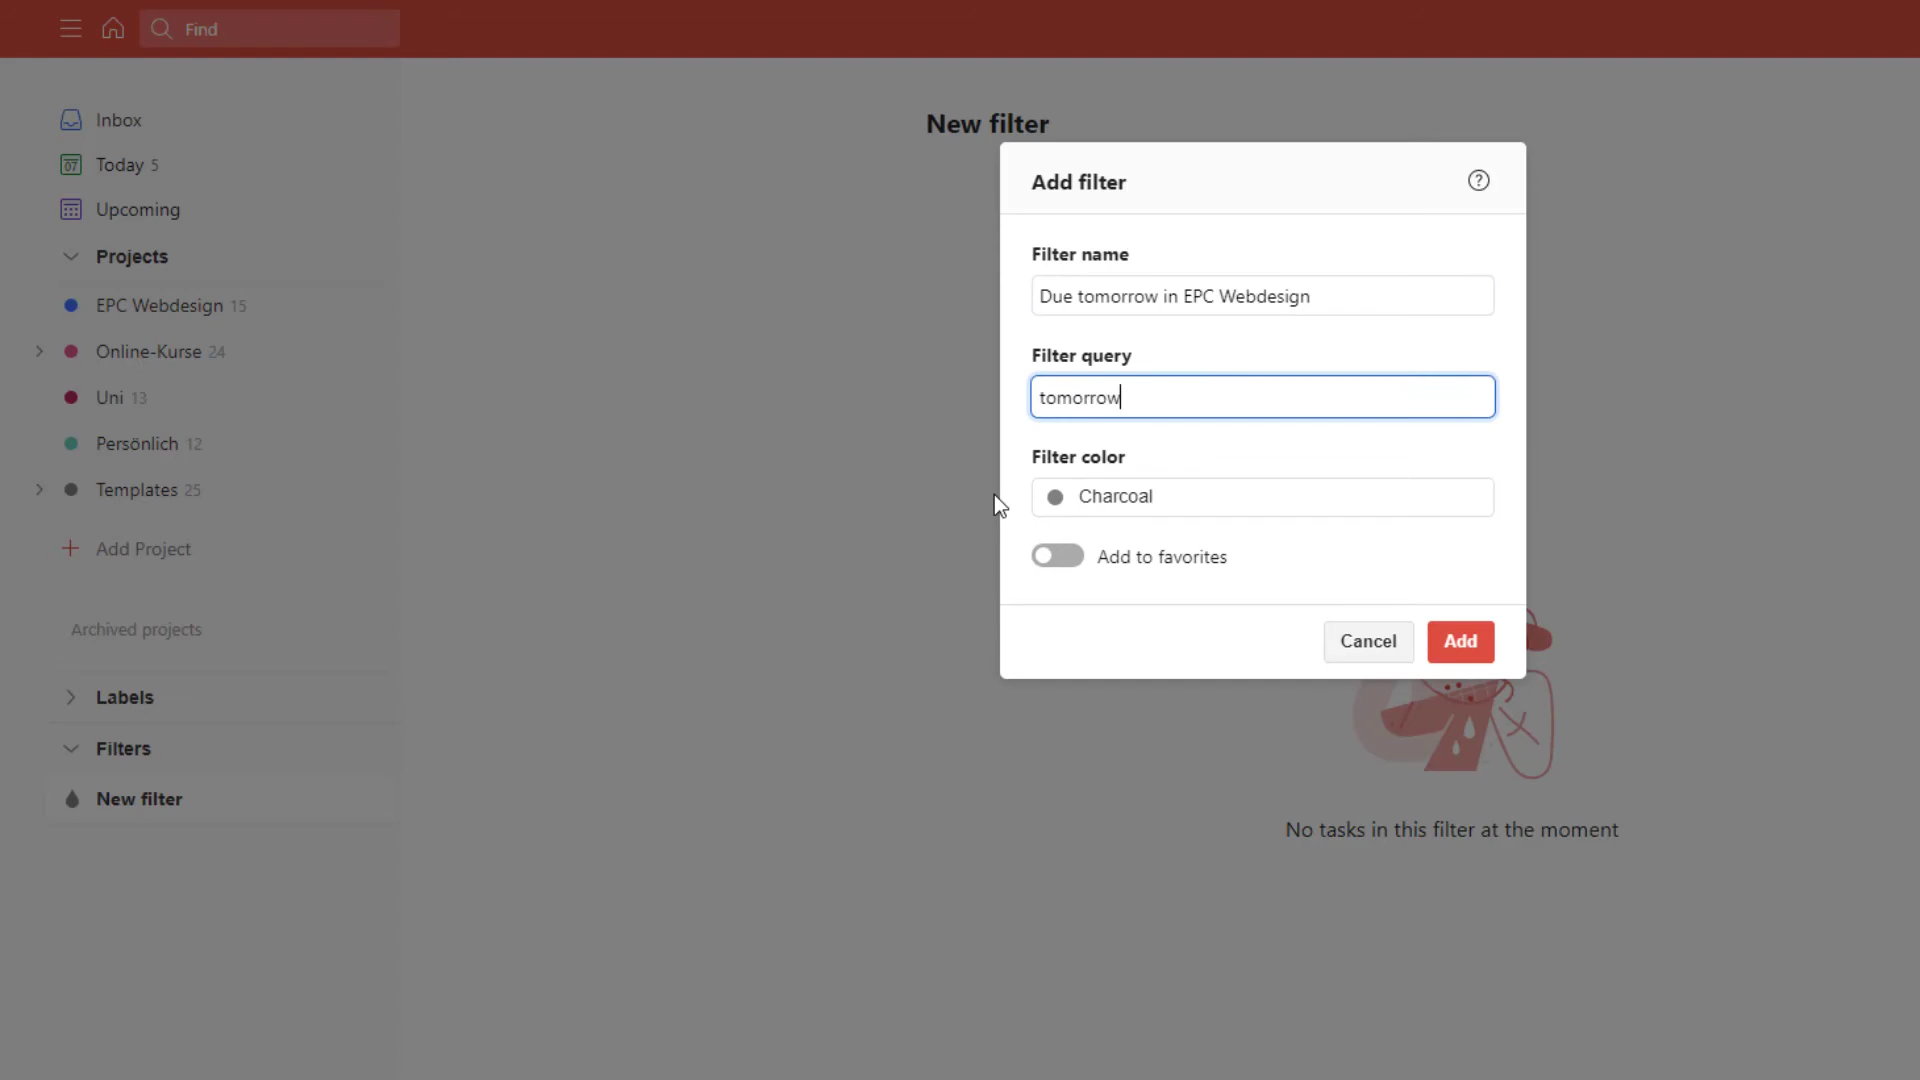 Find
Inbox
07 Today 5
Upcoming
Projects
EPC Webdesign 15
Online-Kurse 24
Uni 13
Persönlich 12
Templates 25
Add Project
Archived projects
Labels
Filters
New filter
New filter
Add filter
?
Filter name
Due tomorrow in EPC Webdesign
Filter query
tomorrow
Filter color
Charcoal
Add to favorites
Cancel
Add
No tasks in this filter at the moment